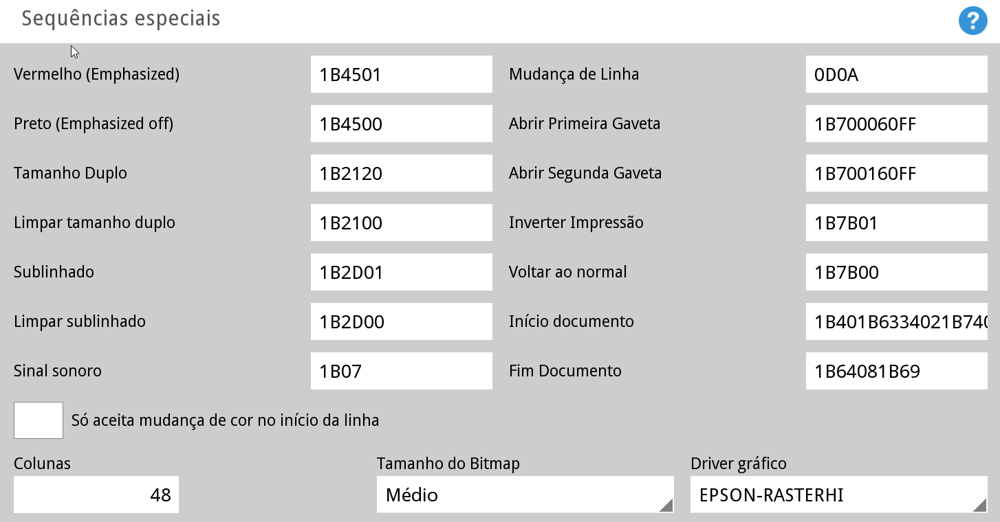 Sequências especiais
?
Vermelho (Emphasized) 1B4501 Mudança de Linha 0D0A
Preto (Emphasized off) 1B4500 Abrir Primeira Gaveta 1B700060FF
Tamanho Duplo 1B2120 Abrir Segunda Gaveta 1B700160FF
Limpar tamanho duplo 1B2100 Inverter Impressão 1B7B01
Sublinhado 1B2D01 Voltar ao normal 1B7B00
Limpar sublinhado 1B2D00 Início documento 1B401B6334021B740
Sinal sonoro 1B07 Fim Documento 1B64081B69
Só aceita mudança de cor no início da linha
Colunas Tamanho do Bitmap Driver gráfico
48 Médio EPSON-RASTERHI